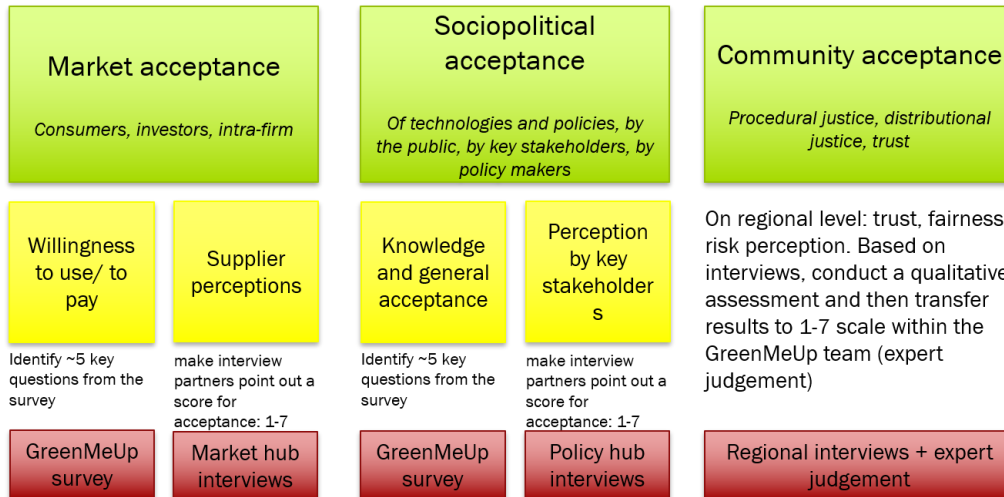 Market acceptance
Consumers, investors, intra-firm
Sociopolitical
acceptance
Of technologies and policies, by
the public, by key stakeholders, by
policy makers
Community acceptance
Procedural justice, distributional
justice, trust
Willingness
to use/ to
pay
Supplier
perceptions
Knowledge
and general
acceptance
Perception
by key
stakeholder
s
On regional level: trust, fairness
risk perception. Based on
interviews, conduct a qualitative
assessment and then transfer
results to 1-7 scale within the
GreenMeUp team (expert
judgement)
Identify ~5 key
questions from the
survey
make interview
partners point out a
score for
acceptance: 1-7
Identify ~5 key
questions from the
survey
make interview
partners point out a
score for
acceptance: 1-7
GreenMeUp
survey
Market hub
interviews
GreenMeUp
survey
Policy hub
interviews
Regional interviews + expert
judgement